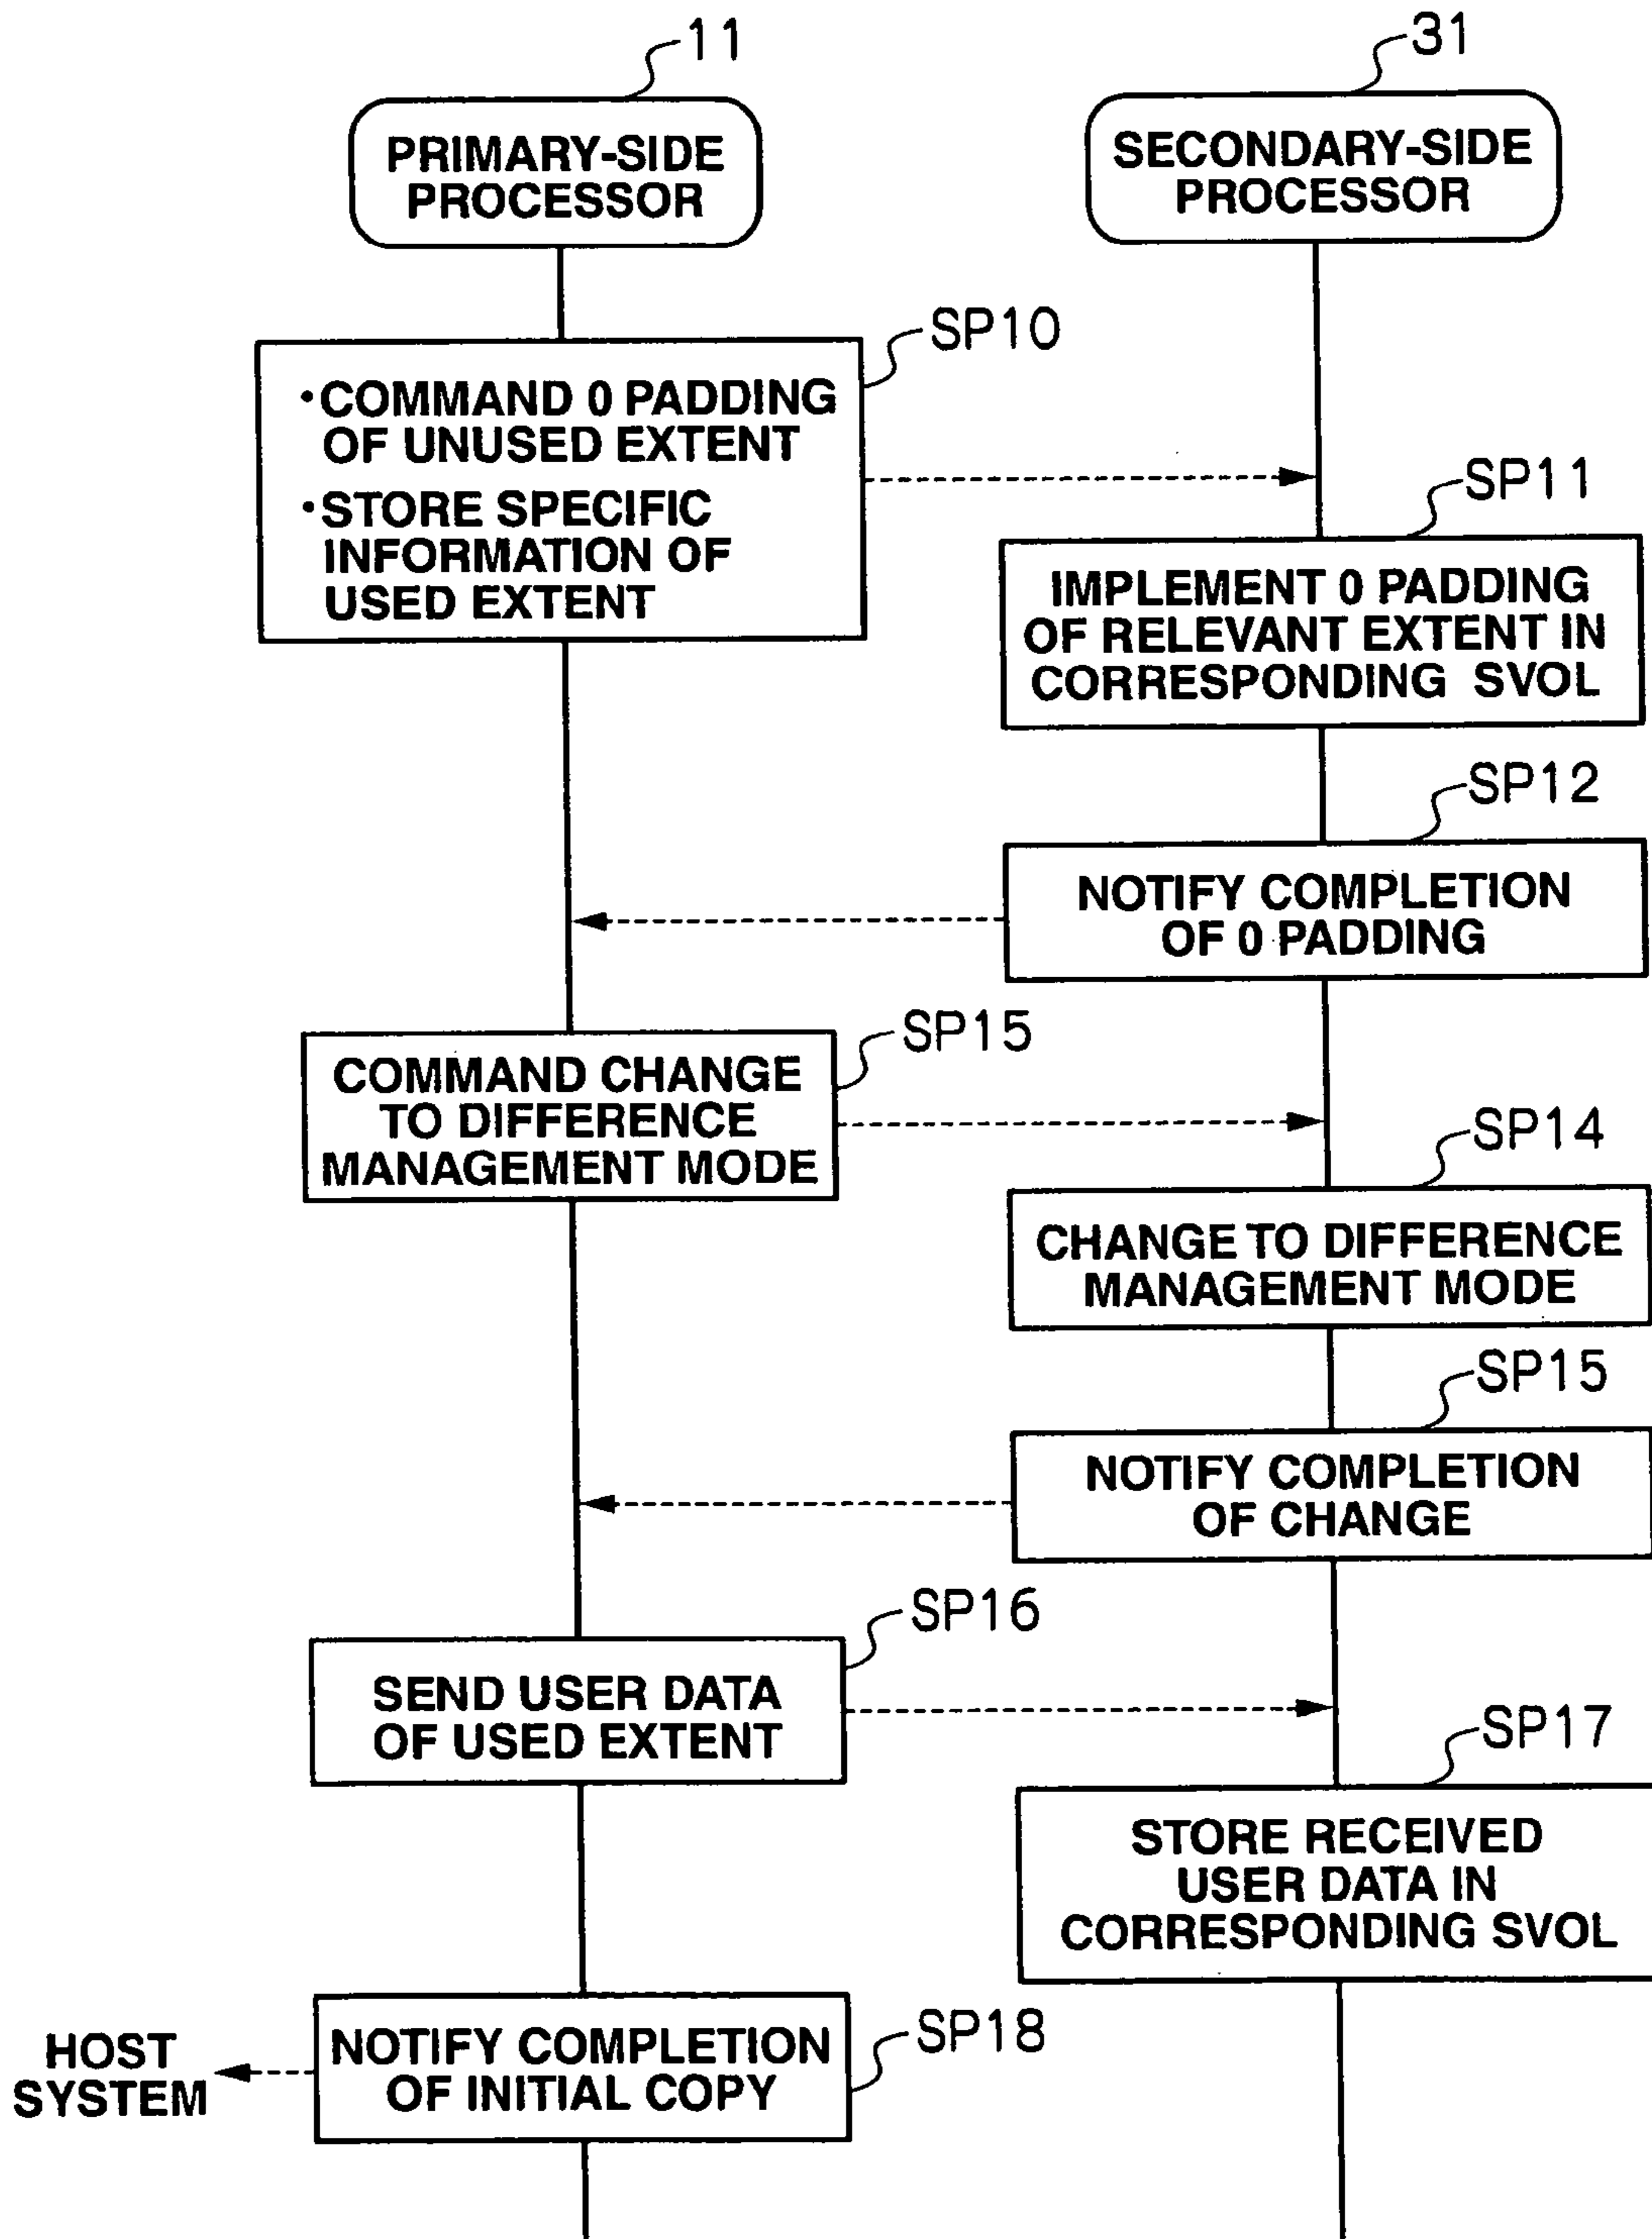 11
31
PRIMARY-SIDE
PROCESSOR
SECONDARY-SIDE
PROCESSOR
SP10
·COMMAND 0 PADDING
OF UNUSED EXTENT
·STORE SPECIFIC
INFORMATION OF
USED EXTENT
SP11
IMPLEMENT 0 PADDING
OF RELEVANT EXTENT IN
CORRESPONDING SVOL
SP12
NOTIFY COMPLETION
OF 0 PADDING
SP15
COMMAND CHANGE
TO DIFFERENCE
MANAGEMENT MODE
SP14
CHANGE TO DIFFERENCE
MANAGEMENT MODE
SP15
NOTIFY COMPLETION
OF CHANGE
SP16
SEND USER DATA
OF USED EXTENT
SP17
STORE RECEIVED
USER DATA IN
CORRESPONDING SVOL
SP18
NOTIFY COMPLETION
OF INITIAL COPY
HOST
SYSTEM